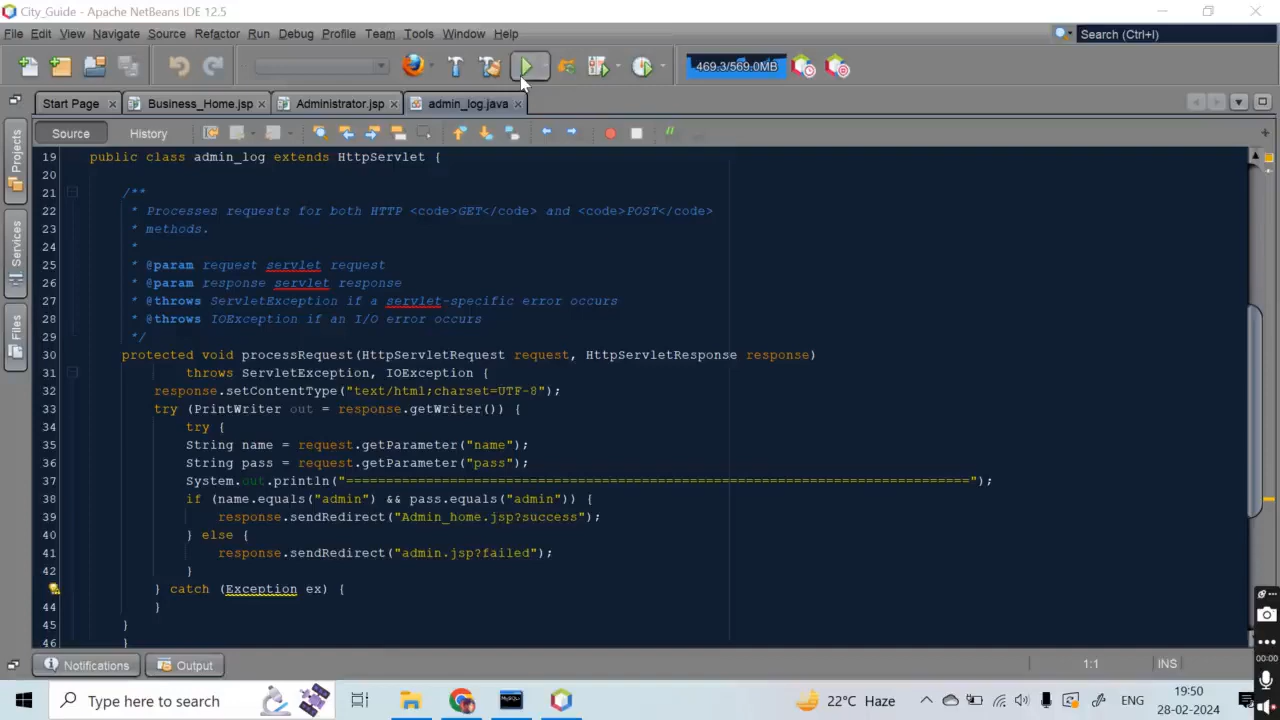 City_Guide - Apache NetBeans IDE 12.5
File Edit View Navigate Source Refactor Run Debug Profile Team Tools Window Help
Search (Ctrl+I)
469.3/569.0MB
Start Page Business_Home.jsp Administrator.jsp admin_log.java
Source History
Projects
Services
Files
19 public class admin_log extends HttpServlet {
20
21 /**
22 * Processes requests for both HTTP <code>GET</code> and <code>POST</code>
23 * methods.
24 *
25 * @param request servlet request
26 * @param response servlet response
27 * @throws ServletException if a servlet-specific error occurs
28 * @throws IOException if an I/O error occurs
29 */
30 protected void processRequest(HttpServletRequest request, HttpServletResponse response)
31 throws ServletException, IOException {
32 response.setContentType("text/html;charset=UTF-8");
33 try (PrintWriter out = response.getWriter()) {
34 try {
35 String name = request.getParameter("name");
36 String pass = request.getParameter("pass");
37 System.out.println("==============================================================================");
38 if (name.equals("admin") && pass.equals("admin")) {
39 response.sendRedirect("Admin_home.jsp?success");
40 } else {
41 response.sendRedirect("admin.jsp?failed");
42 }
} catch (Exception ex) {
44 }
45 }
46 }
Notifications Output
1:1 INS
00:00
Type here to search
22°C Haze
ENG
19:50
28-02-2024